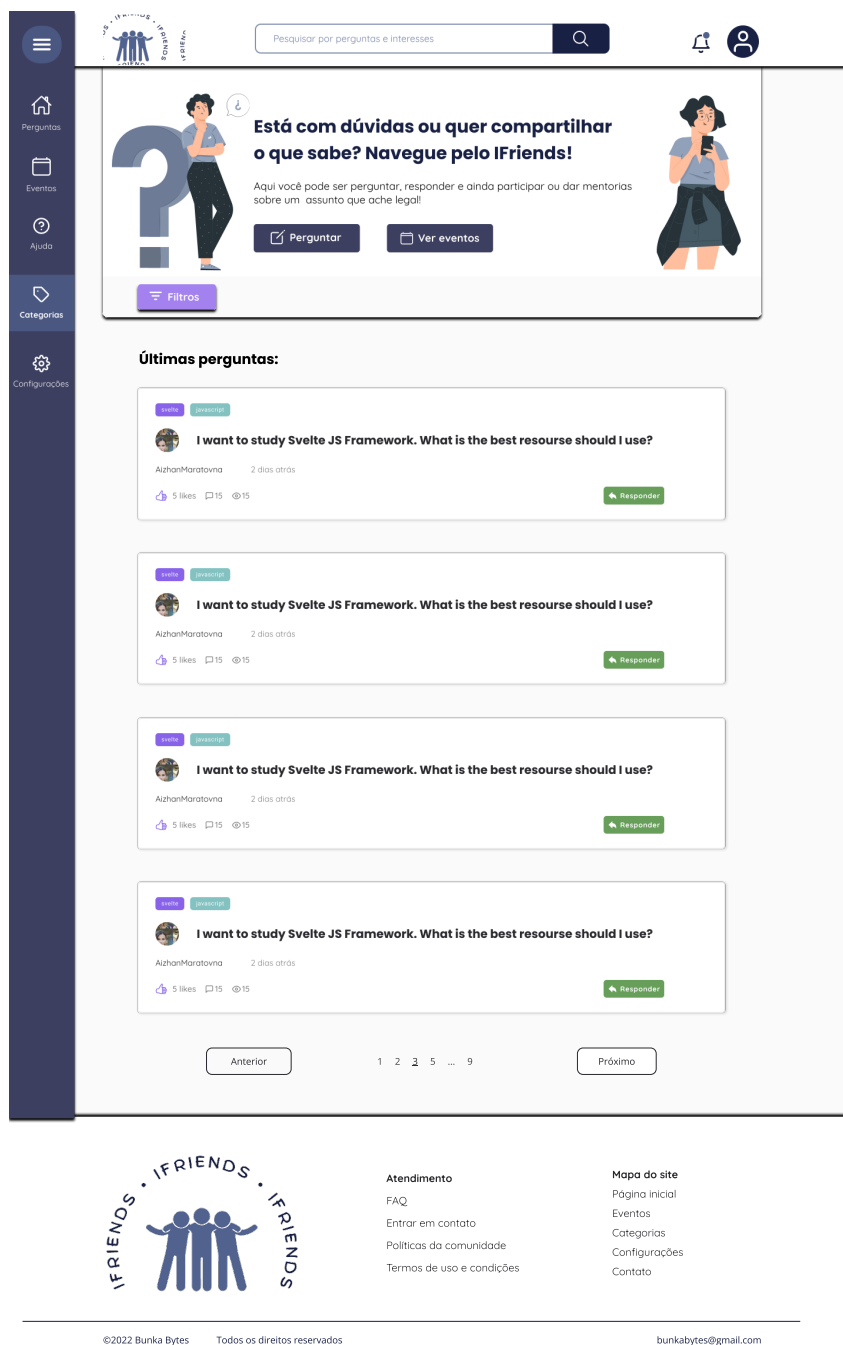 IFRIENDS . IFRIENDS
Pesquisar por perguntas e interesses
Perguntas
Eventos
Ajuda
Categorias
Configurações
¿
?
Está com dúvidas ou quer compartilhar
o que sabe? Navegue pelo IFriends!
Aqui você pode ser perguntar, responder e ainda participar ou dar mentorias
sobre um assunto que ache legal!
Perguntar
Ver eventos
Filtros
Últimas perguntas:
svelte javascript
I want to study Svelte JS Framework. What is the best resourse should I use?
AizhanMaratovna 2 dias atrás
5 likes 15 15 Responder
svelte javascript
I want to study Svelte JS Framework. What is the best resourse should I use?
AizhanMaratovna 2 dias atrás
5 likes 15 15 Responder
svelte javascript
I want to study Svelte JS Framework. What is the best resourse should I use?
AizhanMaratovna 2 dias atrás
5 likes 15 15 Responder
svelte javascript
I want to study Svelte JS Framework. What is the best resourse should I use?
AizhanMaratovna 2 dias atrás
5 likes 15 15 Responder
Anterior 1 2 3 5 ... 9 Próximo
IFRIENDS . IFRIENDS . IFRIENDS
Atendimento
FAQ
Entrar em contato
Políticas da comunidade
Termos de uso e condições
Mapa do site
Página inicial
Eventos
Categorias
Configurações
Contato
©2022 Bunka Bytes Todos os direitos reservados bunkabytes@gmail.com